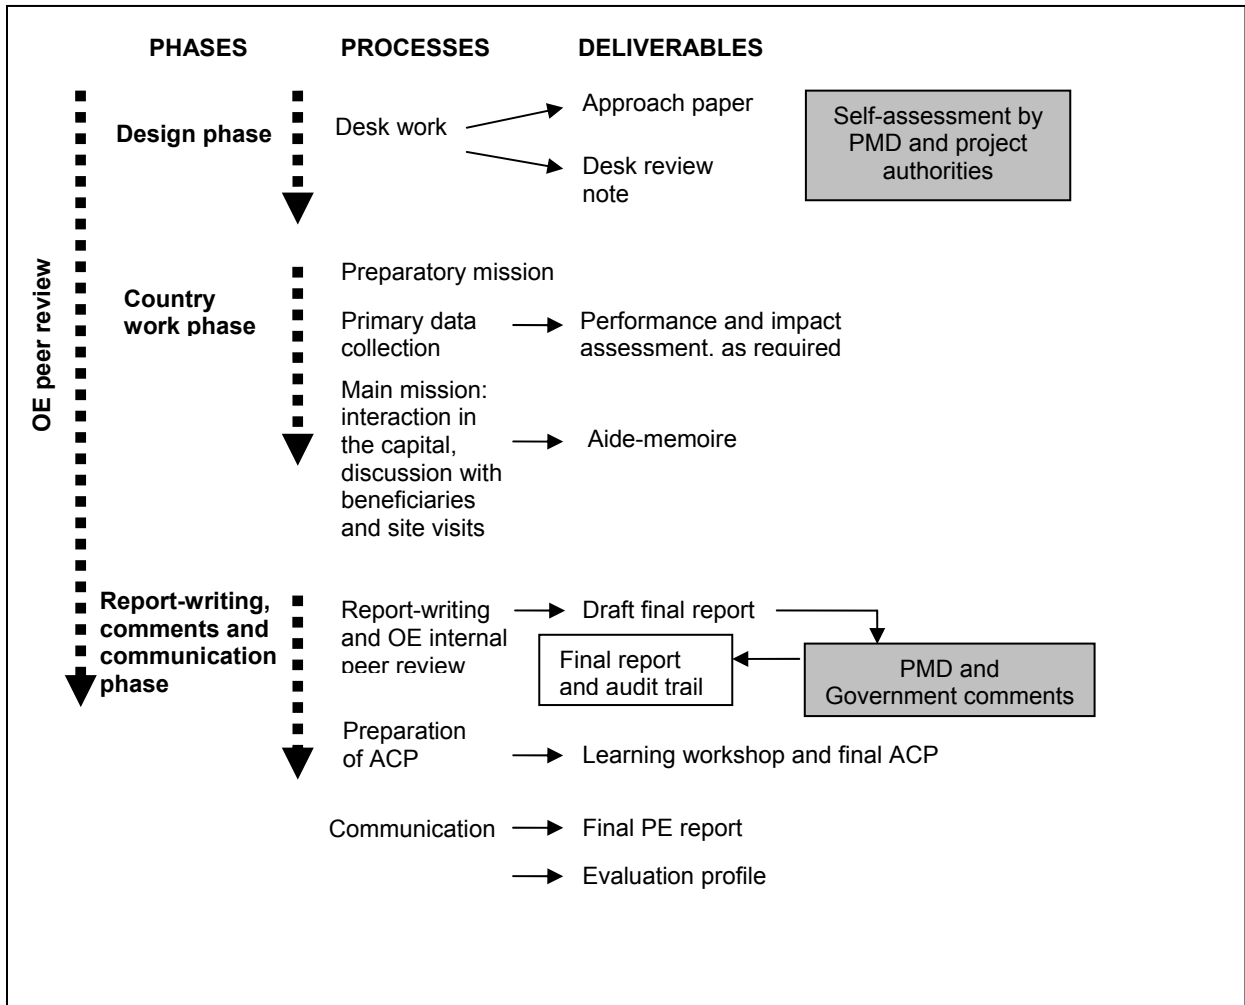 PHASES
PROCESSES
DELIVERABLES
OE peer review
Design phase
Desk work
Approach paper
Desk review
note
Self-assessment by
PMD and project
authorities
Country
work phase
Preparatory mission
Primary data
collection
Performance and impact
assessment, as required
Main mission:
interaction in
the capital,
discussion with
beneficiaries
and site visits
Aide-memoire
Report-writing,
comments and
communication
phase
Report-writing
and OE internal
peer review
Draft final report
Final report
and audit trail
PMD and
Government comments
Preparation
of ACP
Learning workshop and final ACP
Communication
Final PE report
Evaluation profile